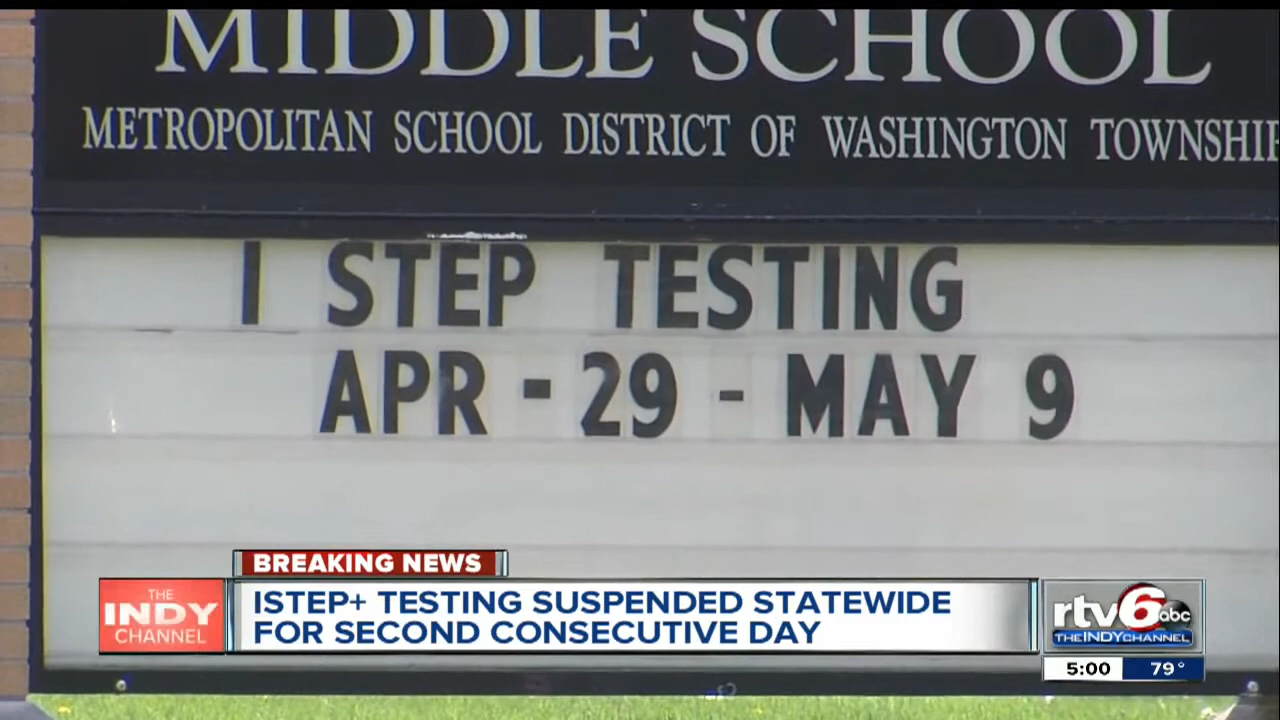 MIDDLE SCHOOL
METROPOLITAN SCHOOL DISTRICT OF WASHINGTON TOWNSHIP
I STEP TESTING
APR - 29 - MAY 9
BREAKING NEWS
THE
INDY
CHANNEL
ISTEP+ TESTING SUSPENDED STATEWIDE
FOR SECOND CONSECUTIVE DAY
rtv6 abc
THE INDY CHANNEL
5:00 79°